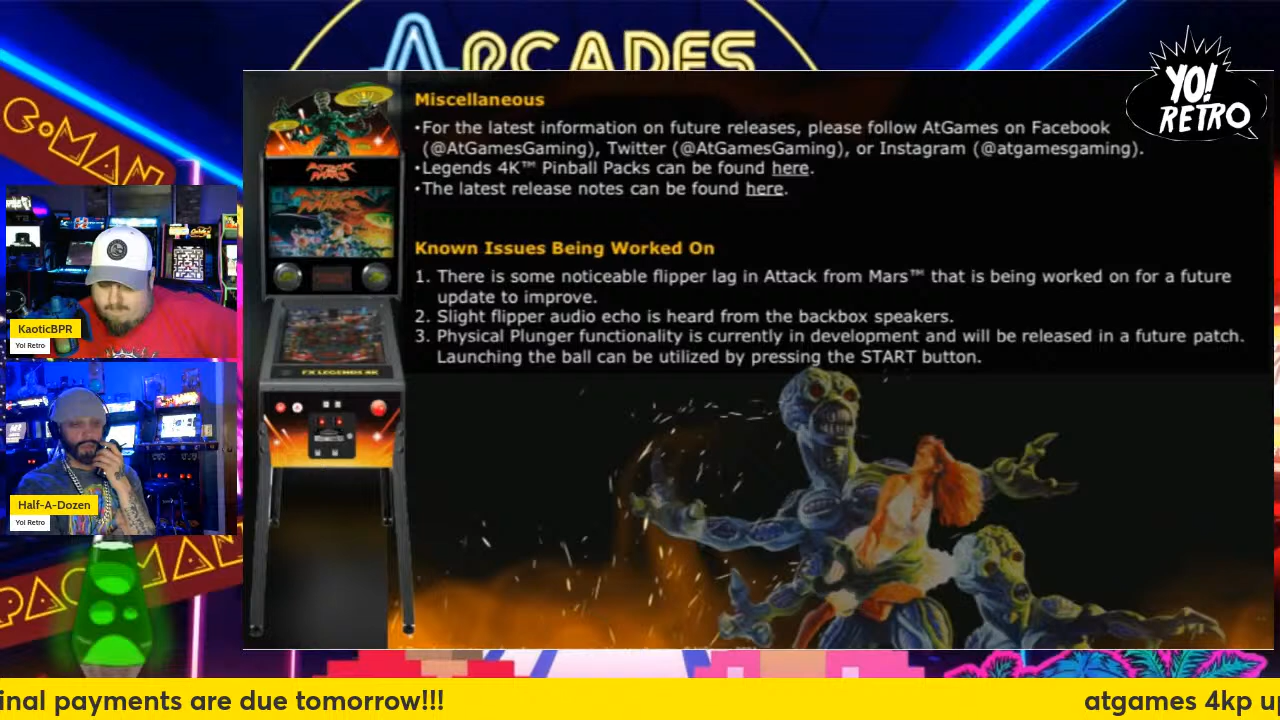 ARCADES
YO!
RETRO
Miscellaneous
•For the latest information on future releases, please follow AtGames on Facebook
(@AtGamesGaming), Twitter (@AtGamesGaming), or Instagram (@atgamesgaming).
•Legends 4K™ Pinball Packs can be found here.
•The latest release notes can be found here.
Known Issues Being Worked On
1. There is some noticeable flipper lag in Attack from Mars™ that is being worked on for a future
update to improve.
2. Slight flipper audio echo is heard from the backbox speakers.
3. Physical Plunger functionality is currently in development and will be released in a future patch.
Launching the ball can be utilized by pressing the START button.
FX LEGENDS 4K
KaoticBPR
Yo! Retro
Half-A-Dozen
Yo! Retro
PAC MAN
inal payments are due tomorrow!!!
atgames 4kp up